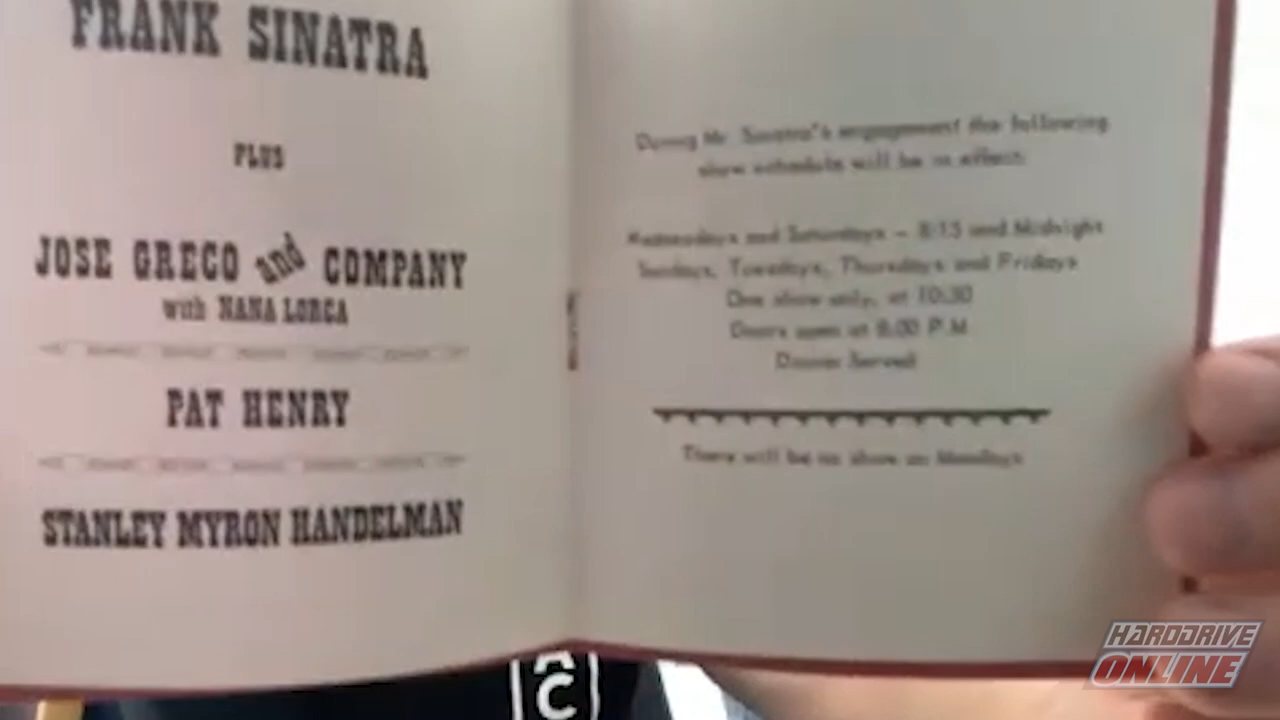 FRANK SINATRA
PLUS
JOSE GRECO and COMPANY
with NANA LORCA
PAT HENRY
STANLEY MYRON HANDELMAN
During Mr. Sinatra's engagement the following
show schedule will be in effect:
Wednesdays and Saturdays – 8:15 and Midnight
Sundays, Tuesdays, Thursdays and Fridays
One show only, at 10:30
Doors open at 8:00 P.M.
Dinner Served
There will be no show on Mondays
C
HARDDRIVE
ONLINE